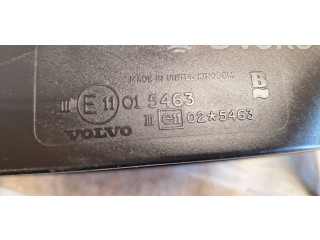 MADE IN UNITED KINGDOM
III E 11 01 5463
B
VOLVO
II e11 02*5463